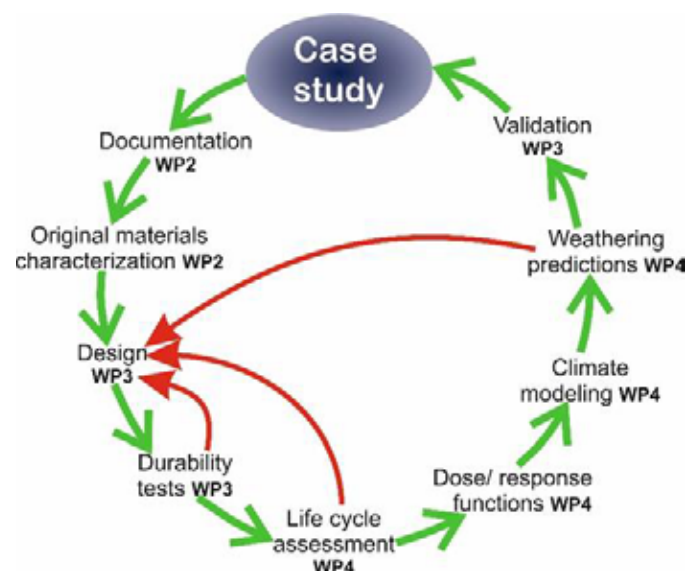 Case
study
Documentation
WP2
Original materials
characterization WP2
Design
WP3
Durability
tests WP3
Life cycle
assessment
WP4
Dose/ response
functions WP4
Climate
modeling WP4
Weathering
predictions WP4
Validation
WP3